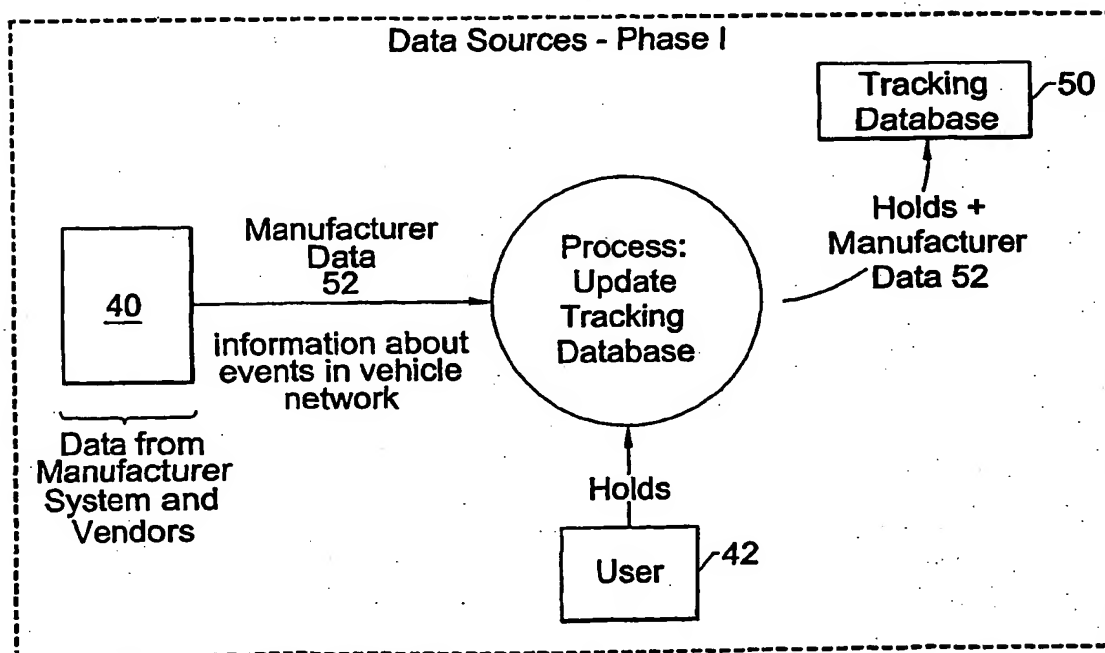 Data Sources - Phase I
Tracking
Database
50
Holds +
Manufacturer
Data 52
Manufacturer
Data
52
40
information about
events in vehicle
network
Process:
Update
Tracking
Database
Data from
Manufacturer
System and
Vendors
Holds
User
42